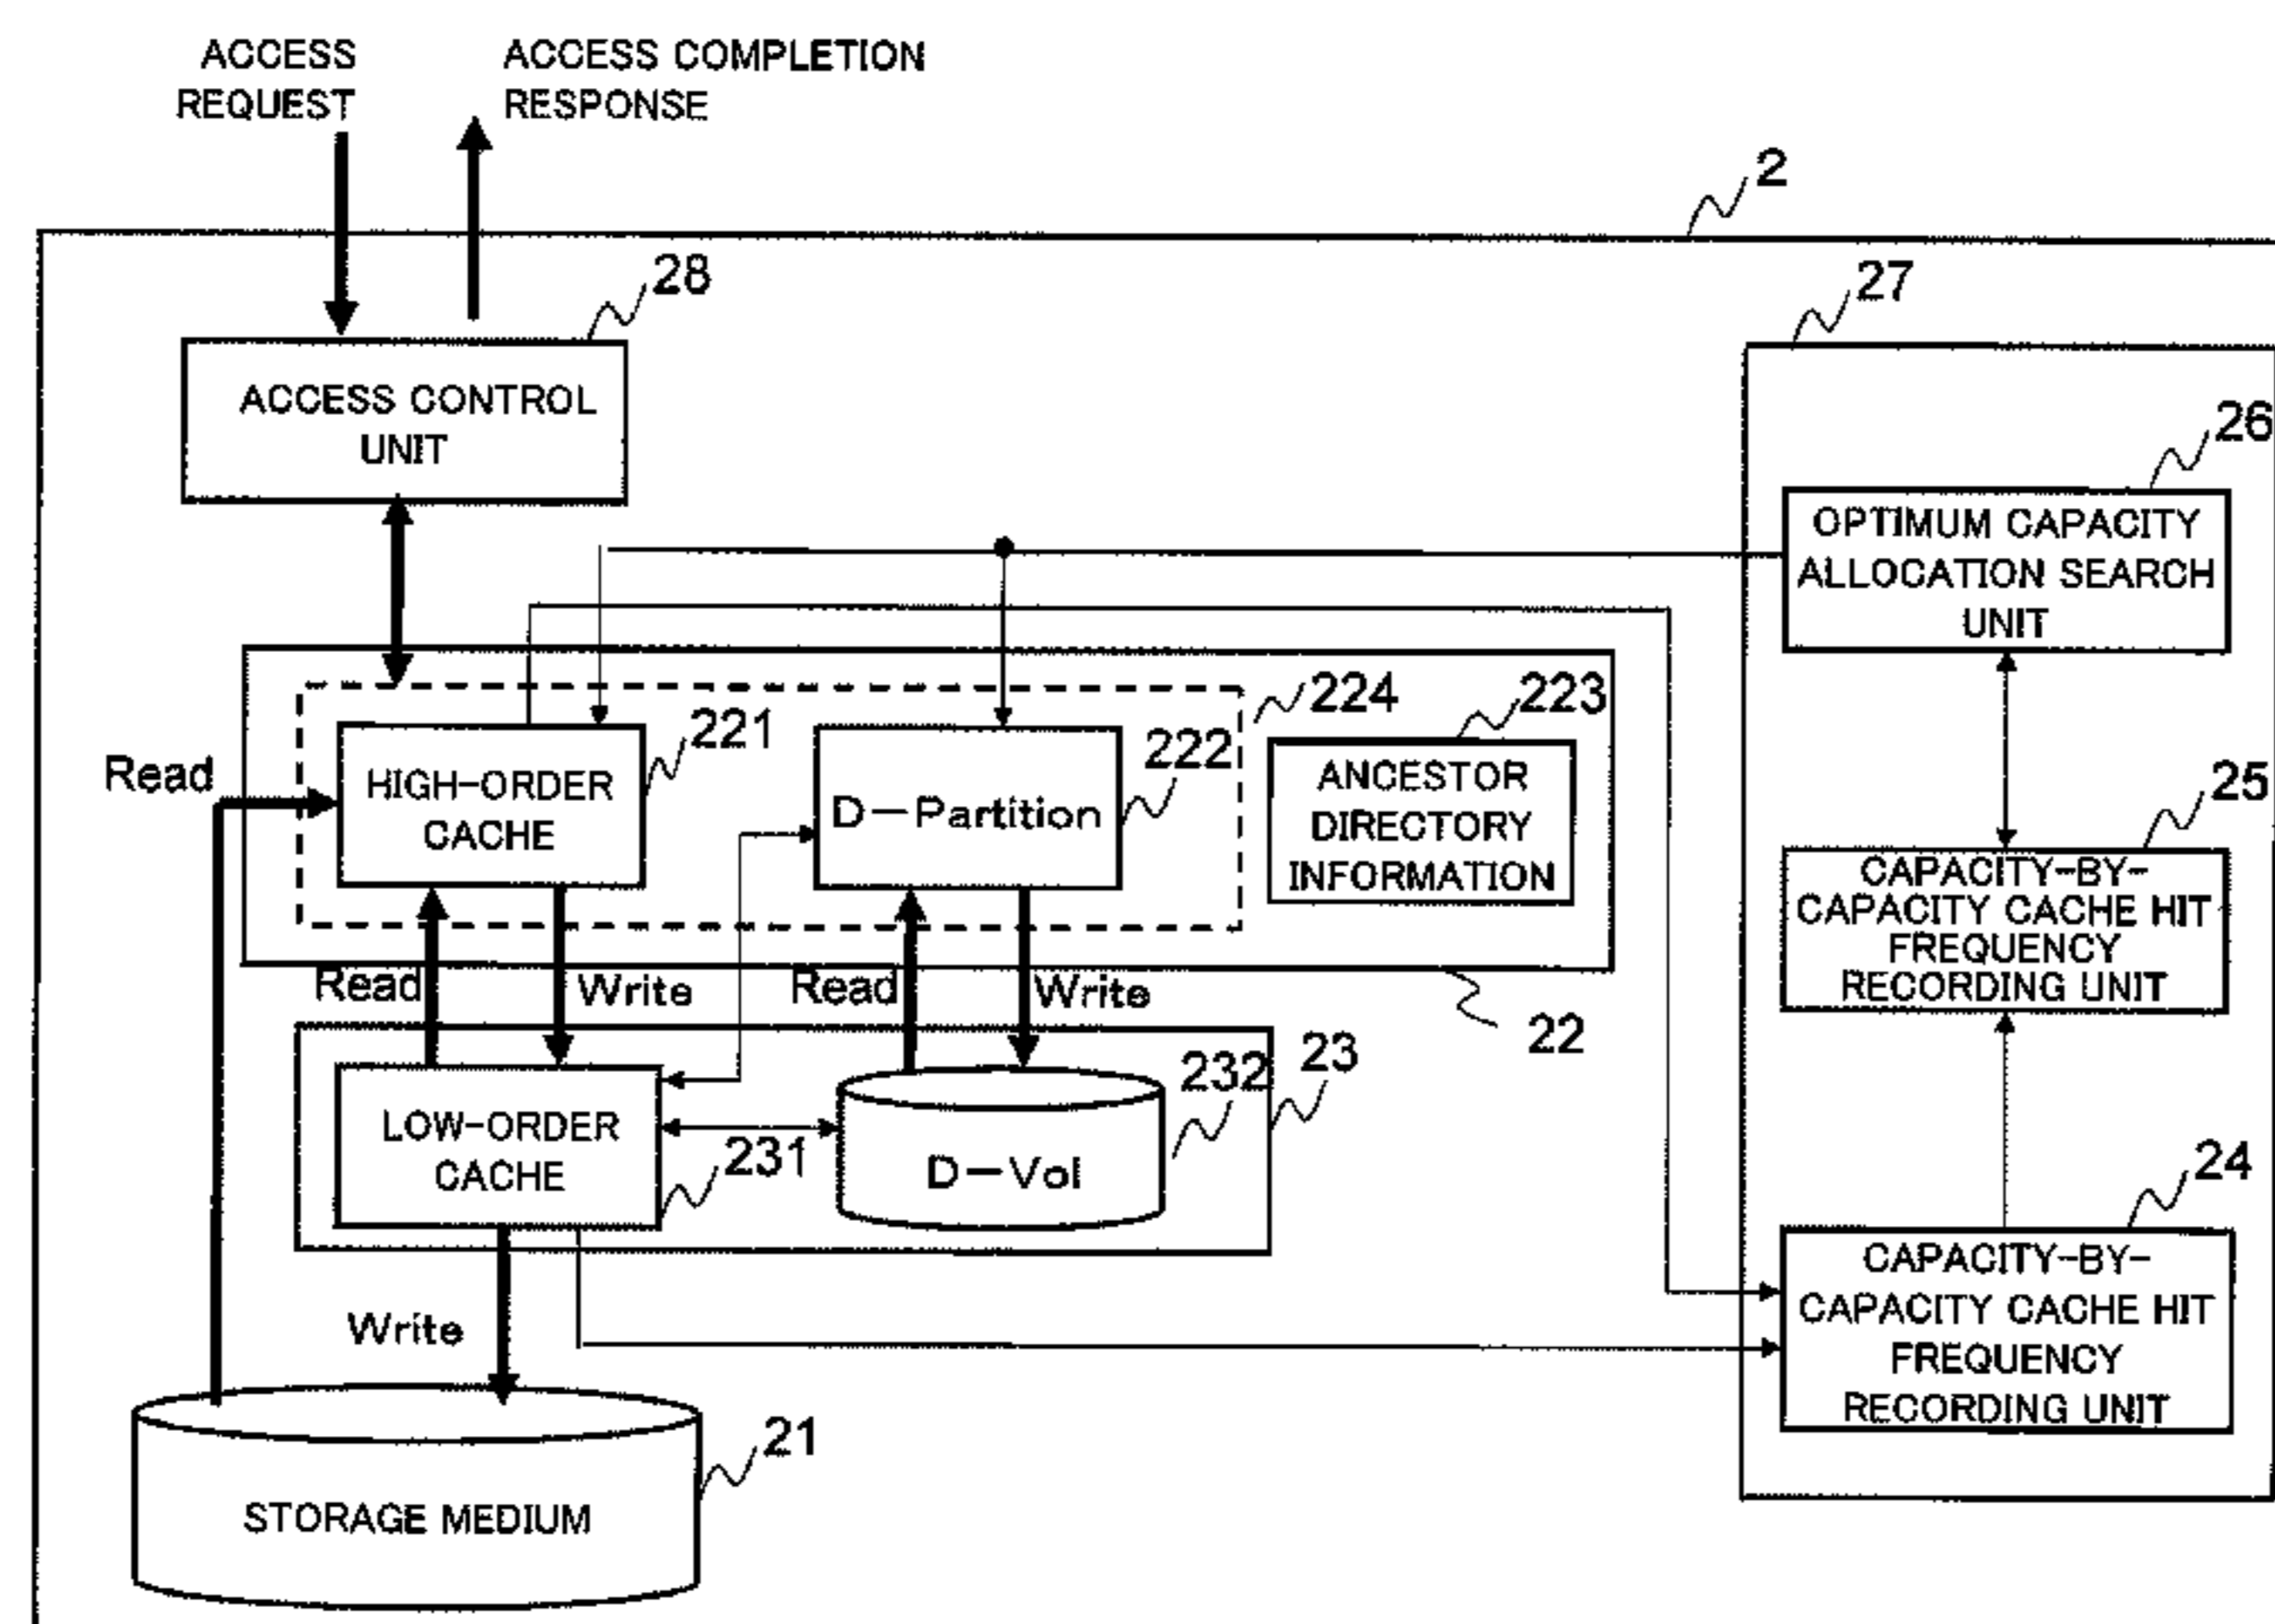 ACCESS
REQUEST
ACCESS COMPLETION
RESPONSE
2
28
27
ACCESS CONTROL
UNIT
26
OPTIMUM CAPACITY
ALLOCATION SEARCH
UNIT
224
223
221
222
Read
HIGH-ORDER
CACHE
D-Partition
ANCESTOR
DIRECTORY
INFORMATION
25
CAPACITY-BY-
CAPACITY CACHE HIT
FREQUENCY
RECORDING UNIT
Read
Write
Read
Write
22
23
232
LOW-ORDER
CACHE
231
D-Vol
24
CAPACITY-BY-
CAPACITY CACHE HIT
FREQUENCY
RECORDING UNIT
Write
21
STORAGE MEDIUM